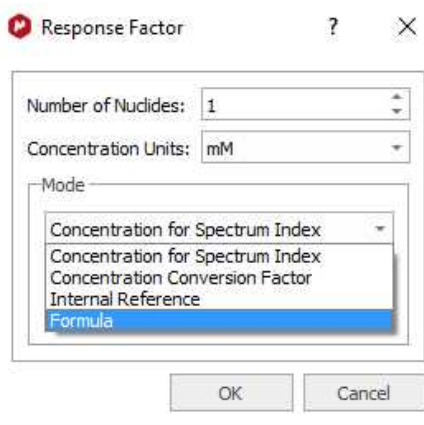 Response Factor ?
Number of Nuclides: 1
Concentration Units: mM
Mode
Concentration for Spectrum Index
Concentration for Spectrum Index
Concentration Conversion Factor
Internal Reference
Formula
OK Cancel